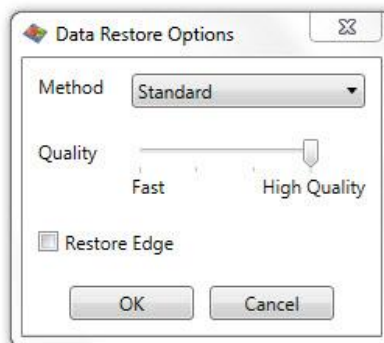 Data Restore Options
Method Standard
Quality
Fast High Quality
Restore Edge
OK Cancel